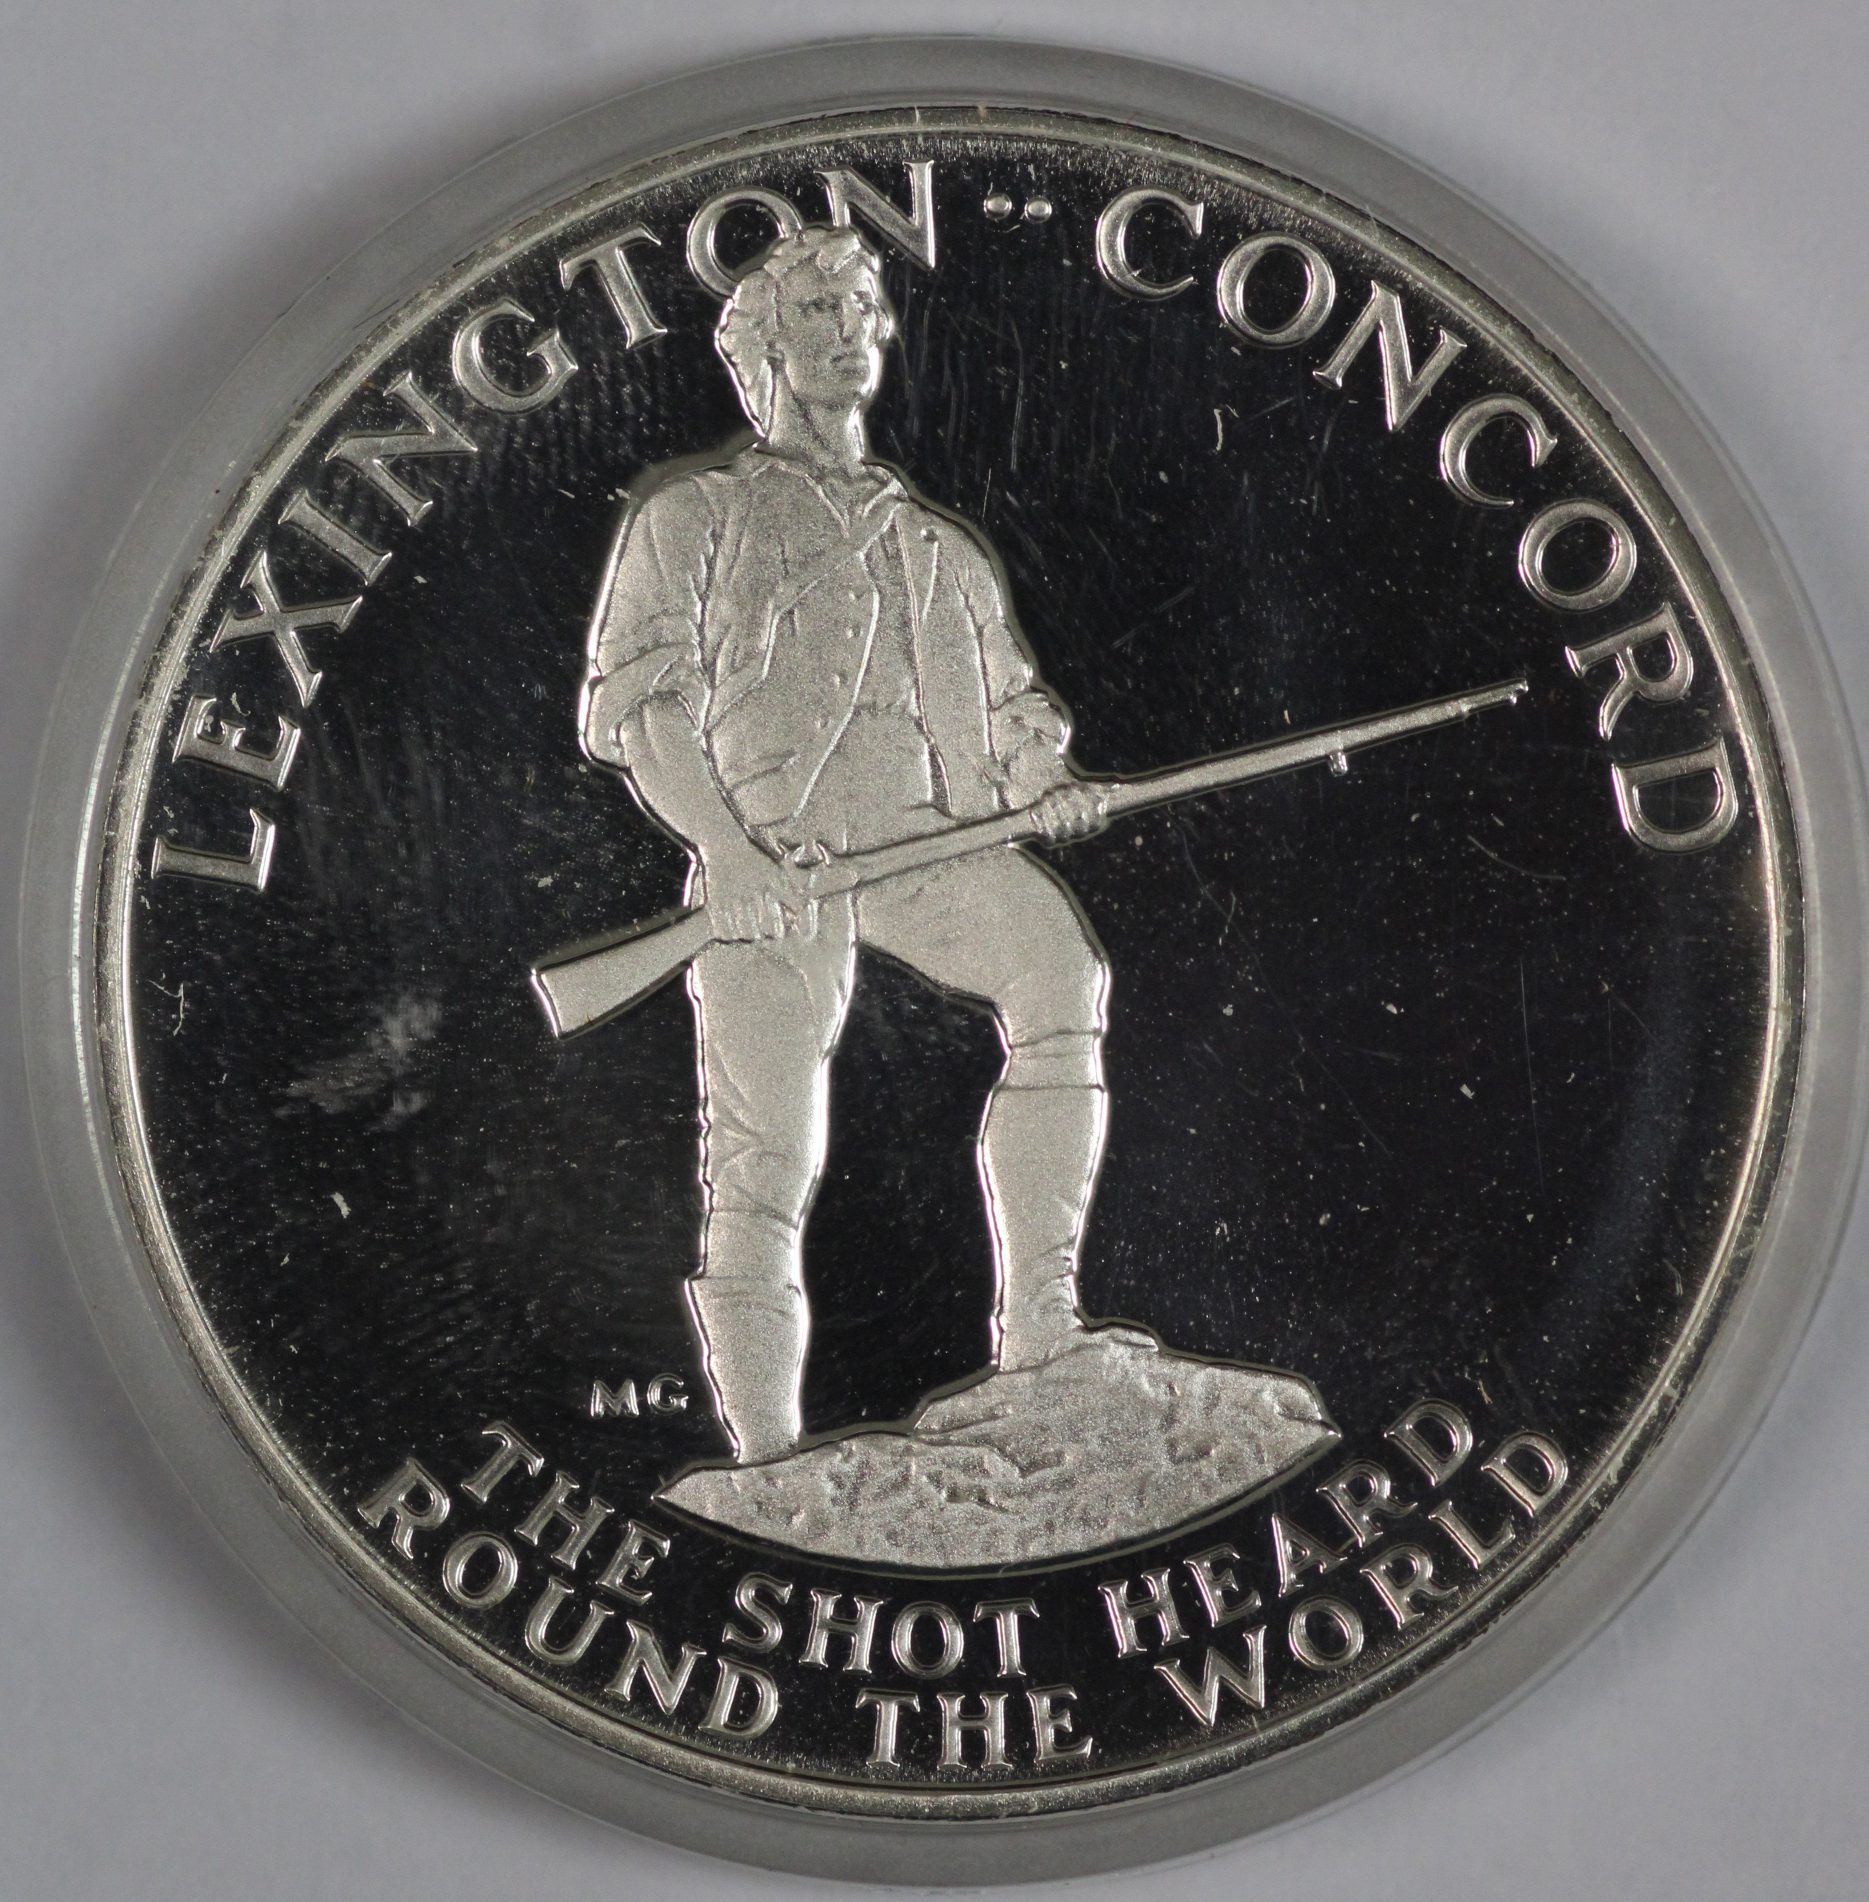 LEXINGTON·· CONCORD
MG
THE SHOT HEARD
ROUND THE WORLD